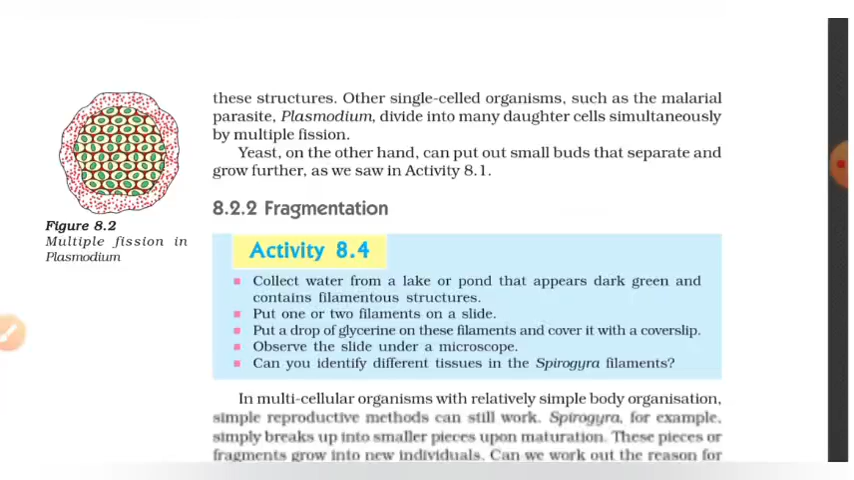 these structures. Other single-celled organisms, such as the malarial
parasite, Plasmodium, divide into many daughter cells simultaneously
by multiple fission.
Yeast, on the other hand, can put out small buds that separate and
grow further, as we saw in Activity 8.1.
Figure 8.2
Multiple fission in
Plasmodium
8.2.2 Fragmentation
Activity 8.4
Collect water from a lake or pond that appears dark green and
contains filamentous structures.
Put one or two filaments on a slide.
Put a drop of glycerine on these filaments and cover it with a coverslip.
Observe the slide under a microscope.
Can you identify different tissues in the Spirogyra filaments?
In multi-cellular organisms with relatively simple body organisation,
simple reproductive methods can still work. Spirogyra, for example,
simply breaks up into smaller pieces upon maturation. These pieces or
fragments grow into new individuals. Can we work out the reason for